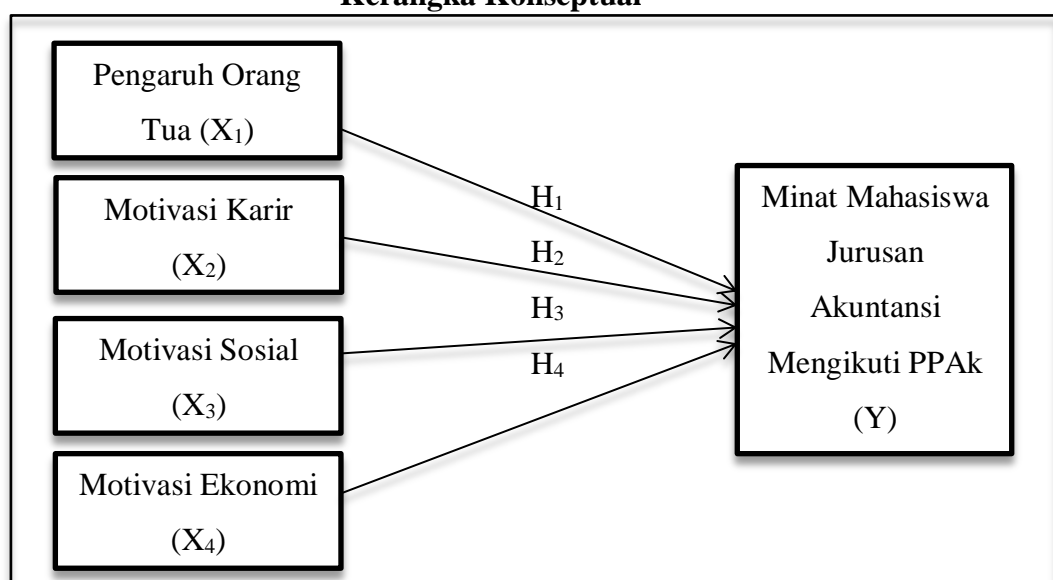 Kerangka Konseptual
Pengaruh Orang
Tua (X₁)
Motivasi Karir
(X₂)
Motivasi Sosial
(X₃)
Motivasi Ekonomi
(X₄)
H₁
H₂
H₃
H₄
Minat Mahasiswa
Jurusan
Akuntansi
Mengikuti PPAk
(Y)